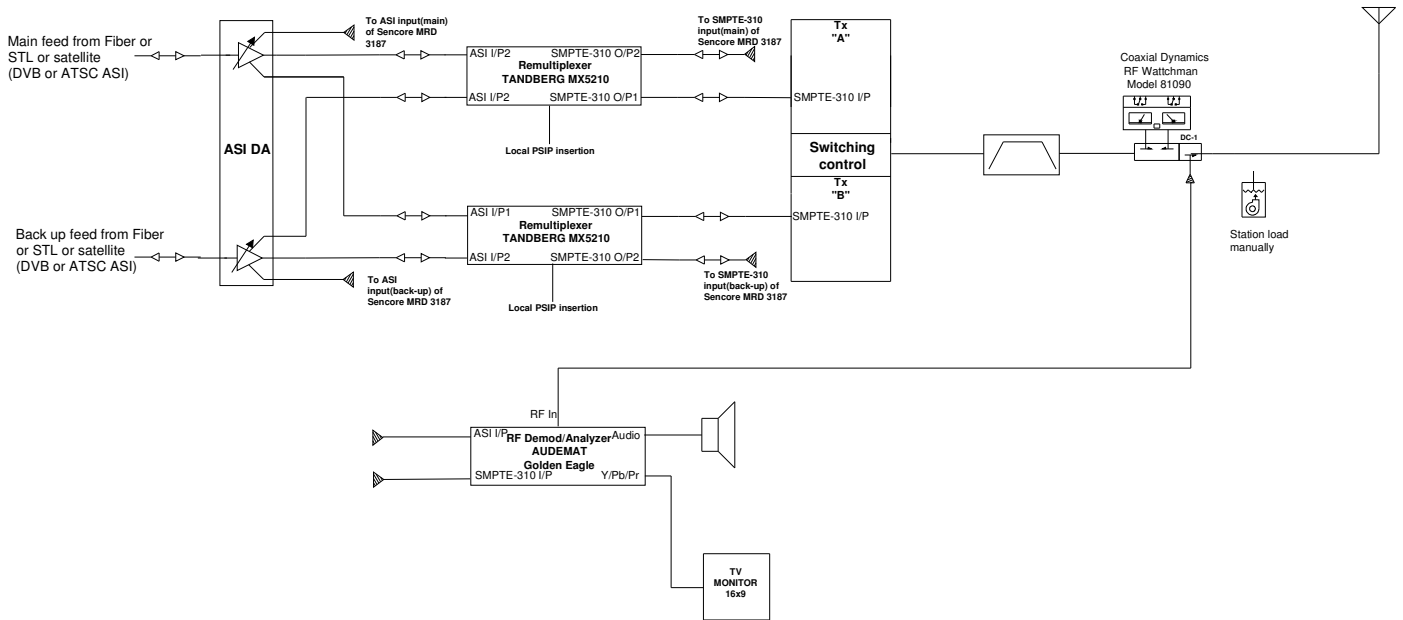 Main feed from Fiber or
STL or satellite
(DVB or ATSC ASI)
To ASI input(main)
of Sencore MRD
3187
ASI I/P2
SMPTE-310 O/P2
Remultiplexer
TANDBERG MX5210
ASI I/P2
SMPTE-310 O/P1
Local PSIP insertion
To SMPTE-310
input(main) of
Sencore MRD 3187
Tx
"A"
SMPTE-310 I/P
Switching
control
Tx
"B"
SMPTE-310 I/P
Coaxial Dynamics
RF Wattchman
Model 81090
DC-1
Station load
manually
ASI DA
Back up feed from Fiber
or STL or satellite
(DVB or ATSC ASI)
To ASI
input(back-up) of
Sencore MRD 3187
ASI I/P1
SMPTE-310 O/P1
Remultiplexer
TANDBERG MX5210
ASI I/P2
SMPTE-310 O/P2
Local PSIP insertion
To SMPTE-310
input(back-up) of
Sencore MRD 3187
RF In
ASI I/P
RF Demod/Analyzer
Audio
AUDEMAT
Golden Eagle
SMPTE-310 I/P
Y/Pb/Pr
TV
MONITOR
16x9